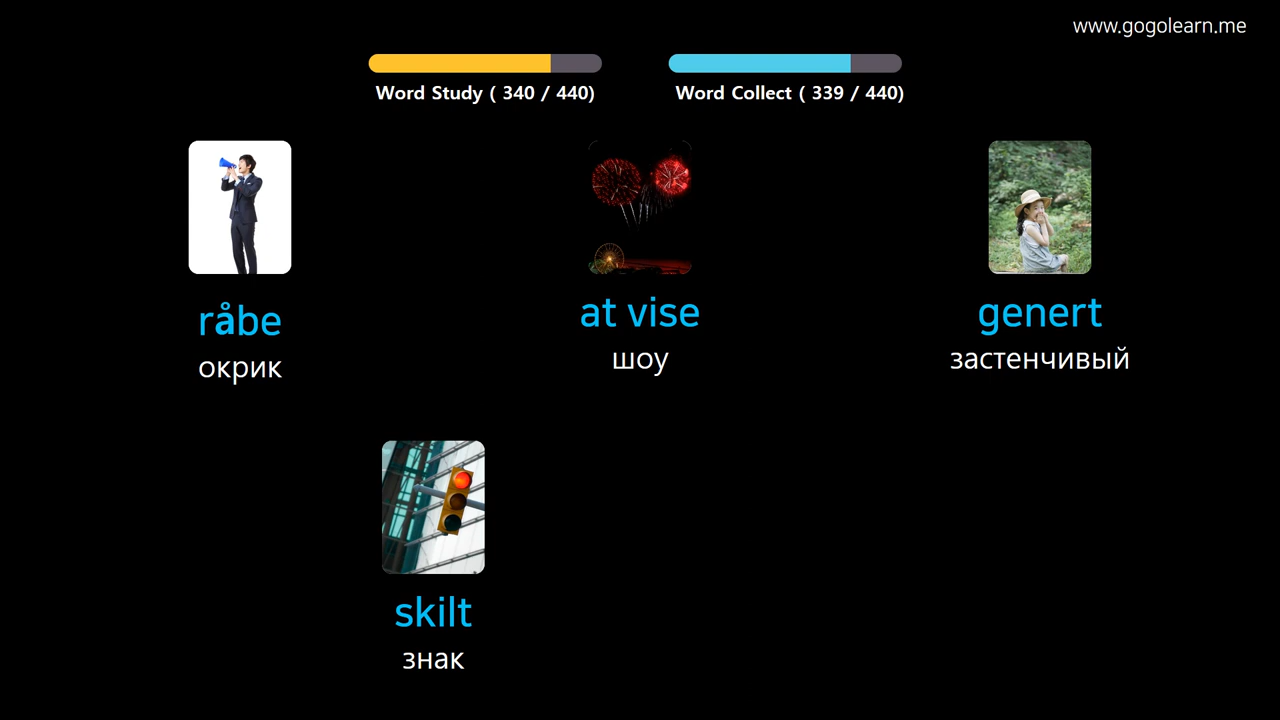 www.gogolearn.me
Word Study ( 340 / 440)
Word Collect ( 339 / 440)
råbe
окрик
at vise
шоу
genert
застенчивый
skilt
знак